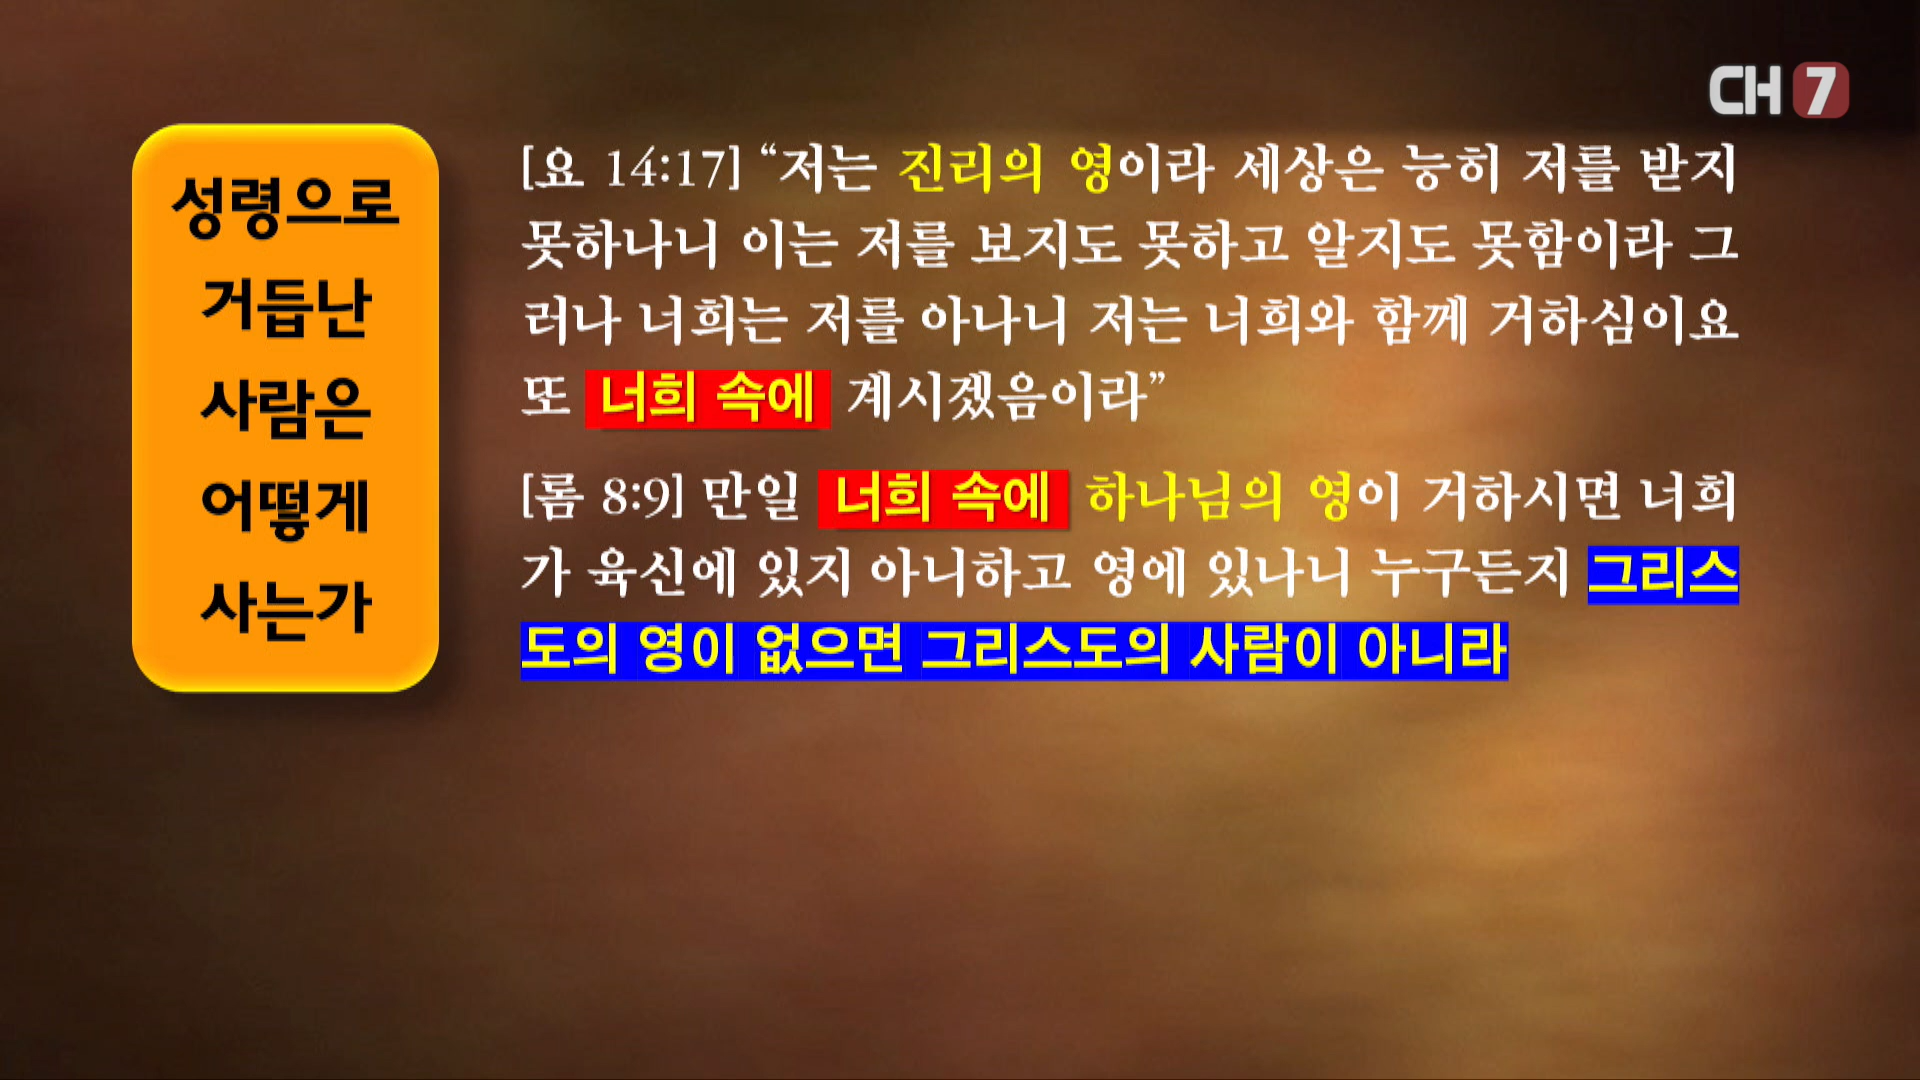 CH 7
성령으로
거듭난
사람은
어떻게
사는가
[요 14:17] “저는 진리의 영이라 세상은 능히 저를 받지
못하나니 이는 저를 보지도 못하고 알지도 못함이라 그
러나 너희는 저를 아나니 저는 너희와 함께 거하심이요
또 너희 속에 계시겠음이라”
[롬 8:9] 만일 너희 속에 하나님의 영이 거하시면 너희
가 육신에 있지 아니하고 영에 있나니 누구든지 그리스
도의 영이 없으면 그리스도의 사람이 아니라